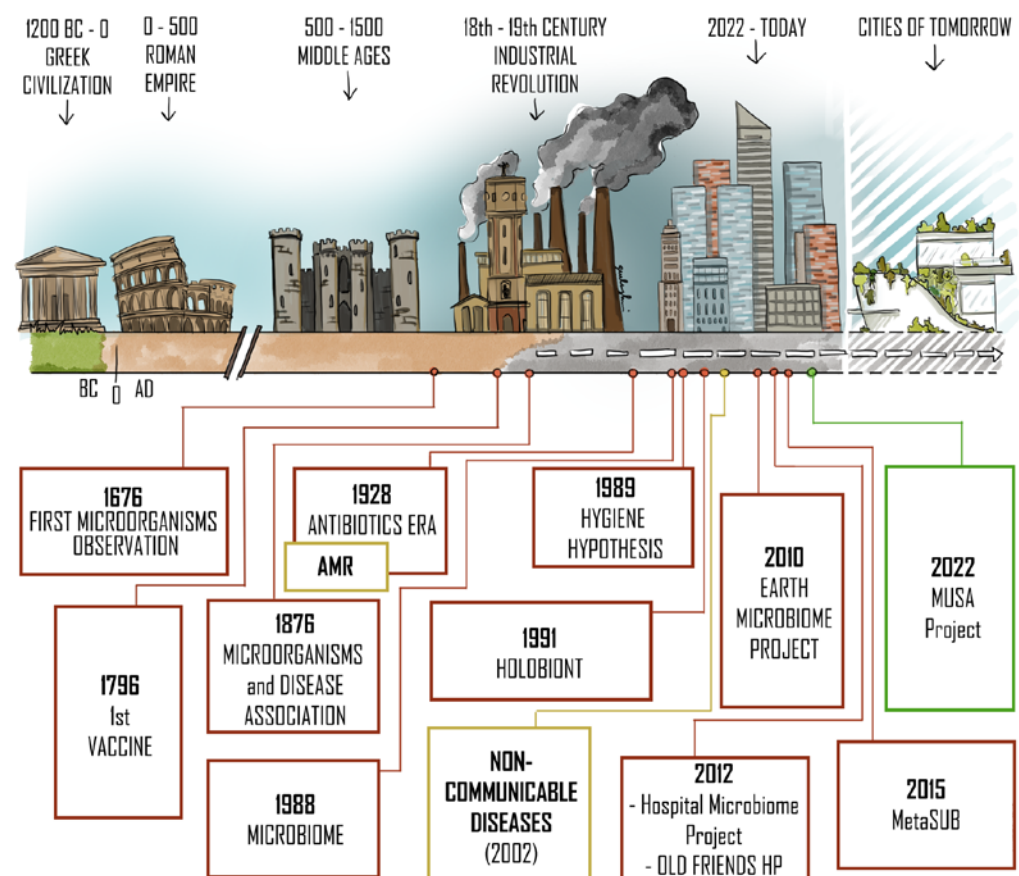 1200 BC - 0
GREEK
CIVILIZATION
0 - 500
ROMAN
EMPIRE
500 - 1500
MIDDLE AGES
18th - 19th CENTURY
INDUSTRIAL
REVOLUTION
2022 - TODAY
CITIES OF TOMORROW
BC
0
AD
1676
FIRST MICROORGANISMS
OBSERVATION
1928
ANTIBIOTICS ERA
AMR
1989
HYGIENE
HYPOTHESIS
2010
EARTH
MICROBIOME
PROJECT
2022
MUSA
Project
1796
1st
VACCINE
1876
MICROORGANISMS
and DISEASE
ASSOCIATION
1991
HOLOBIONT
1988
MICROBIOME
NON-
COMMUNICABLE
DISEASES
(2002)
2012
- Hospital Microbiome
Project
- OLD FRIENDS HP
2015
MetaSUB